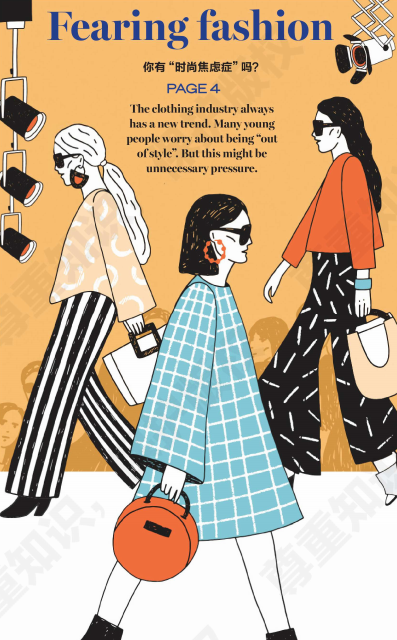 Fearing fashion
你有“时尚焦虑症”吗?
PAGE 4
The clothing industry always
has a new trend. Many young
people worry about being “out
of style”. But this might be
unnecessary pressure.